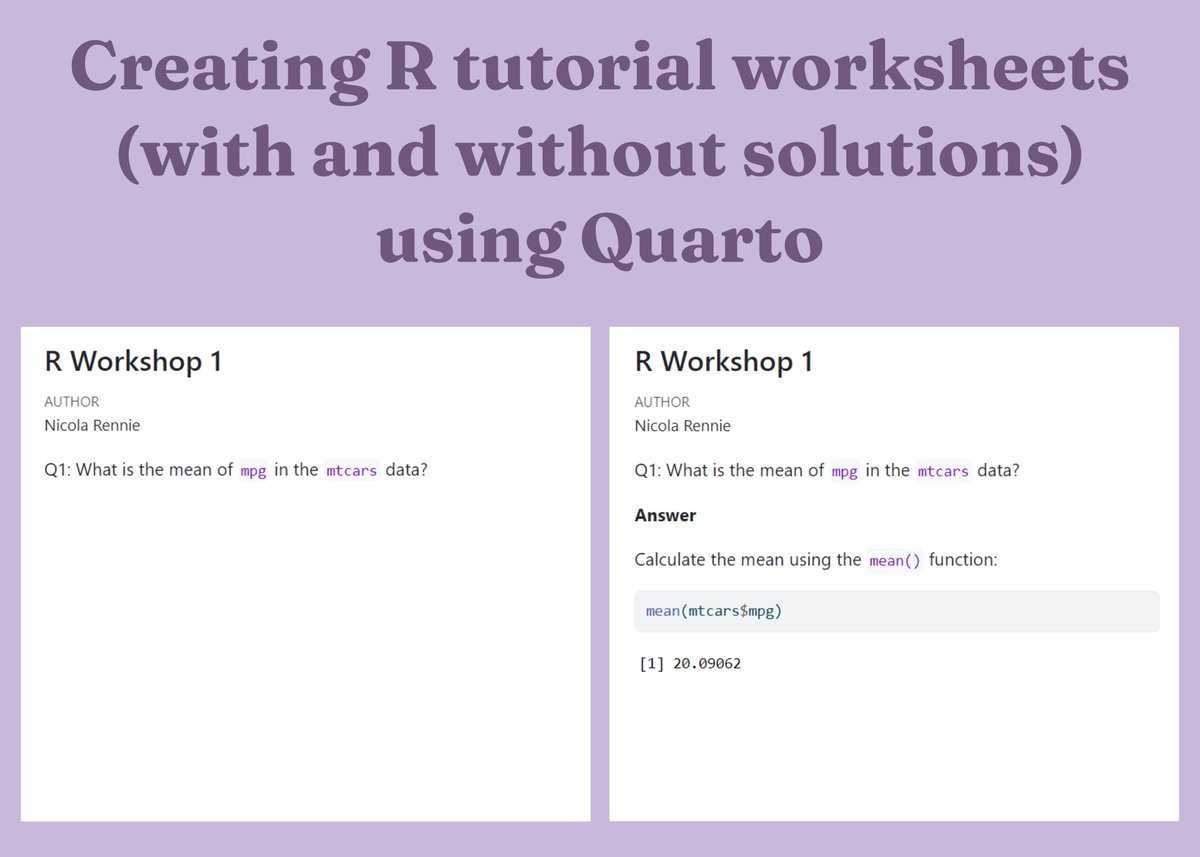 Creating R tutorial worksheets
(with and without solutions)
using Quarto
R Workshop 1
AUTHOR
Nicola Rennie
Q1: What is the mean of mpg in the mtcars data?
R Workshop 1
AUTHOR
Nicola Rennie
Q1: What is the mean of mpg in the mtcars data?
Answer
Calculate the mean using the mean() function:
mean(mtcars$mpg)
[1] 20.09062